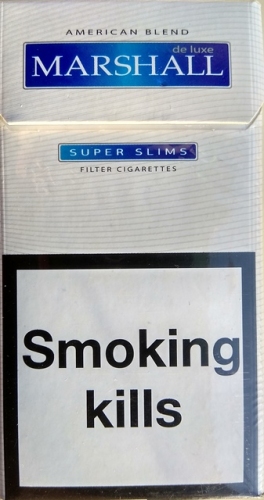 AMERICAN BLEND
de luxe
MARSHALL
SUPER SLIMS
FILTER CIGARETTES
Smoking
kills